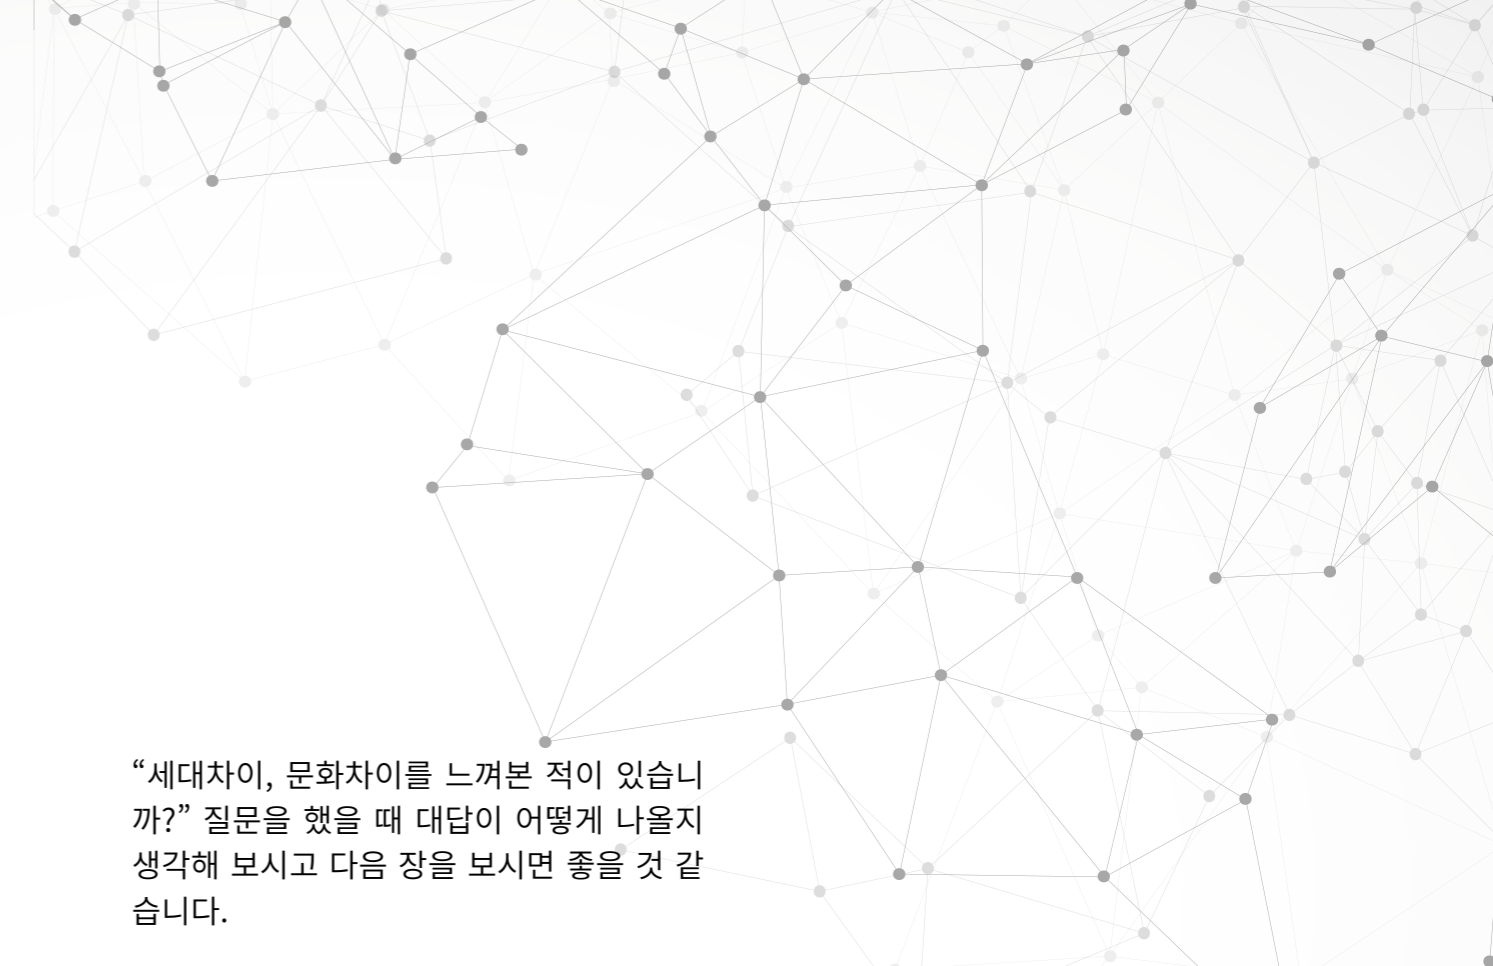 “세대차이, 문화차이를 느껴본 적이 있습니
까?” 질문을 했을 때 대답이 어떻게 나올지
생각해 보시고 다음 장을 보시면 좋을 것 같
습니다.